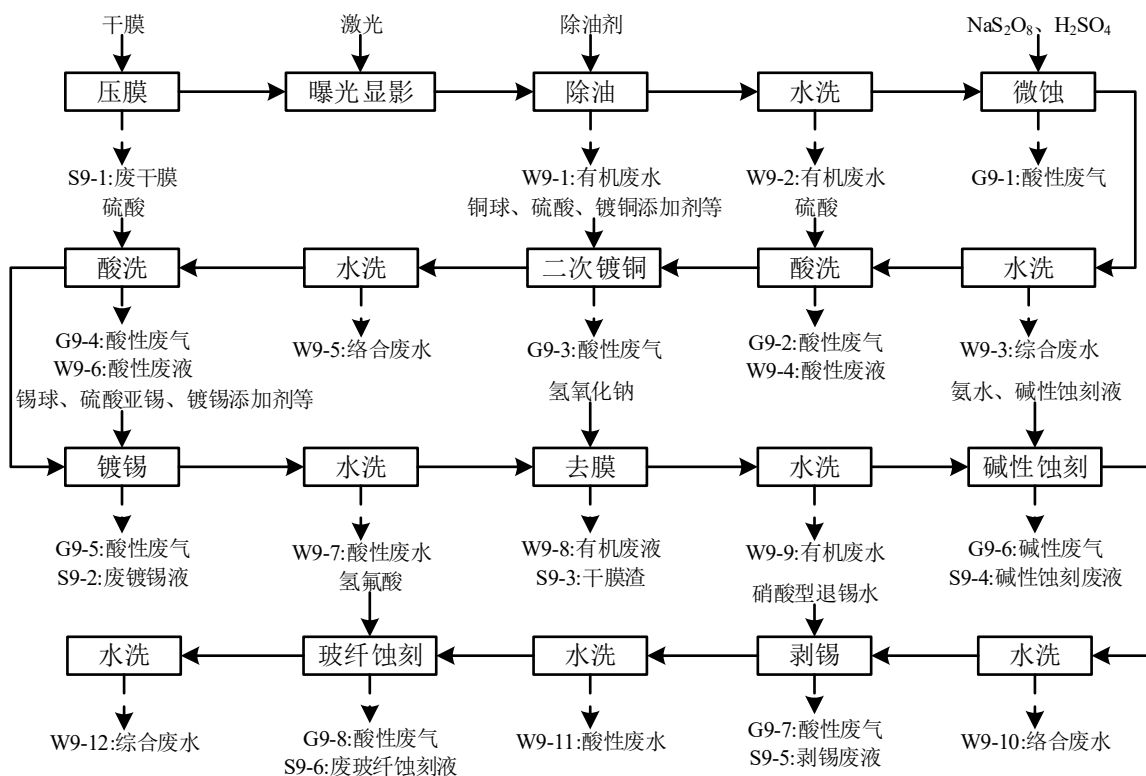 干膜
激光
除油剂
NaS₂O₈、H₂SO₄
压膜
曝光显影
除油
水洗
微蚀
S9-1:废干膜
W9-1:有机废水
W9-2:有机废水
G9-1:酸性废气
硫酸
铜球、硫酸、镀铜添加剂等
硫酸
酸洗
水洗
二次镀铜
酸洗
水洗
G9-4:酸性废气
W9-6:酸性废液
W9-5:络合废水
G9-3:酸性废气
G9-2:酸性废气
W9-4:酸性废液
W9-3:综合废水
锡球、硫酸亚锡、镀锡添加剂等
氢氧化钠
氨水、碱性蚀刻液
镀锡
水洗
去膜
水洗
碱性蚀刻
G9-5:酸性废气
S9-2:废镀锡液
W9-7:酸性废水
W9-8:有机废液
S9-3:干膜渣
W9-9:有机废水
G9-6:碱性废气
S9-4:碱性蚀刻废液
氢氟酸
硝酸型退锡水
水洗
玻纤蚀刻
水洗
剥锡
水洗
W9-12:综合废水
G9-8:酸性废气
S9-6:废玻纤蚀刻液
W9-11:酸性废水
G9-7:酸性废气
S9-5:剥锡废液
W9-10:络合废水